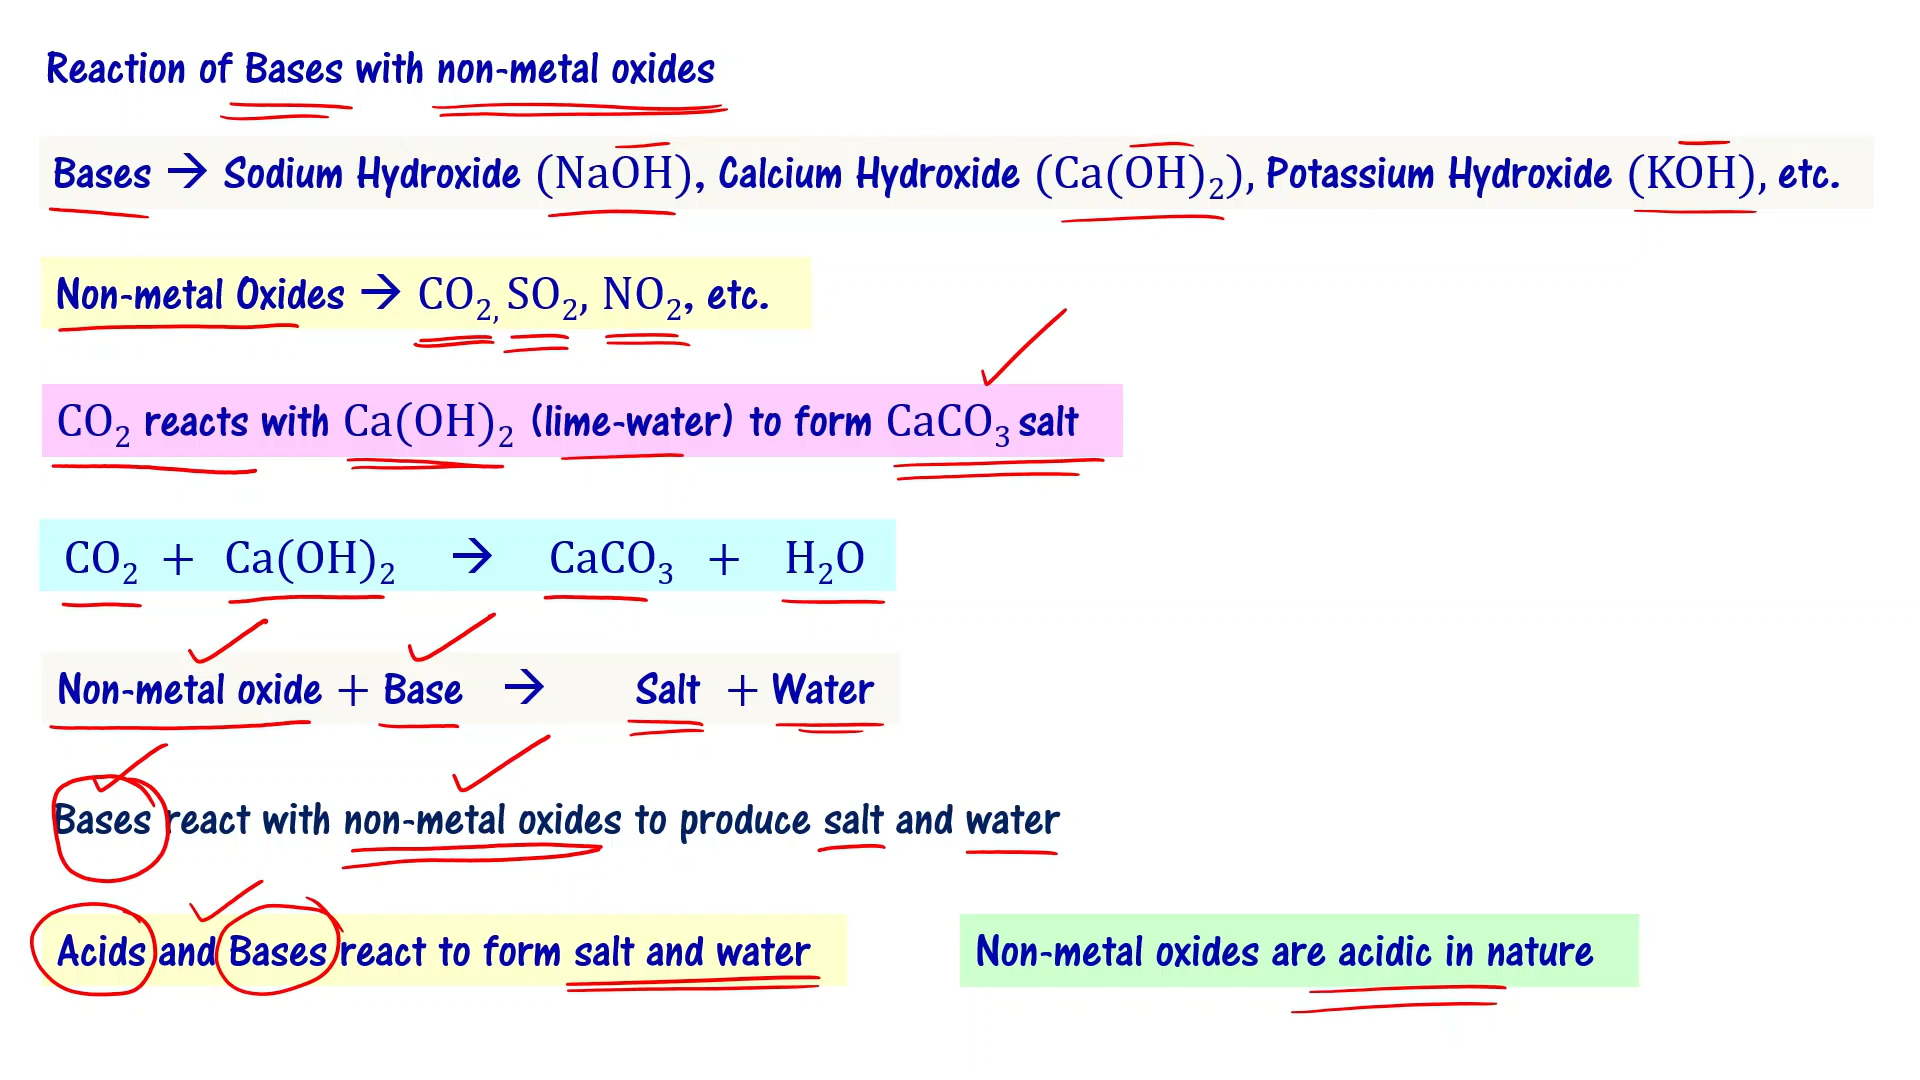 Reaction of Bases with non-metal oxides
Bases → Sodium Hydroxide (NaOH), Calcium Hydroxide (Ca(OH)₂), Potassium Hydroxide (KOH), etc.
Non-metal Oxides → CO₂, SO₂, NO₂, etc.
CO₂ reacts with Ca(OH)₂ (lime-water) to form CaCO₃ salt
CO₂ + Ca(OH)₂ → CaCO₃ + H₂O
Non-metal oxide + Base → Salt + Water
Bases react with non-metal oxides to produce salt and water
Acids and Bases react to form salt and water
Non-metal oxides are acidic in nature